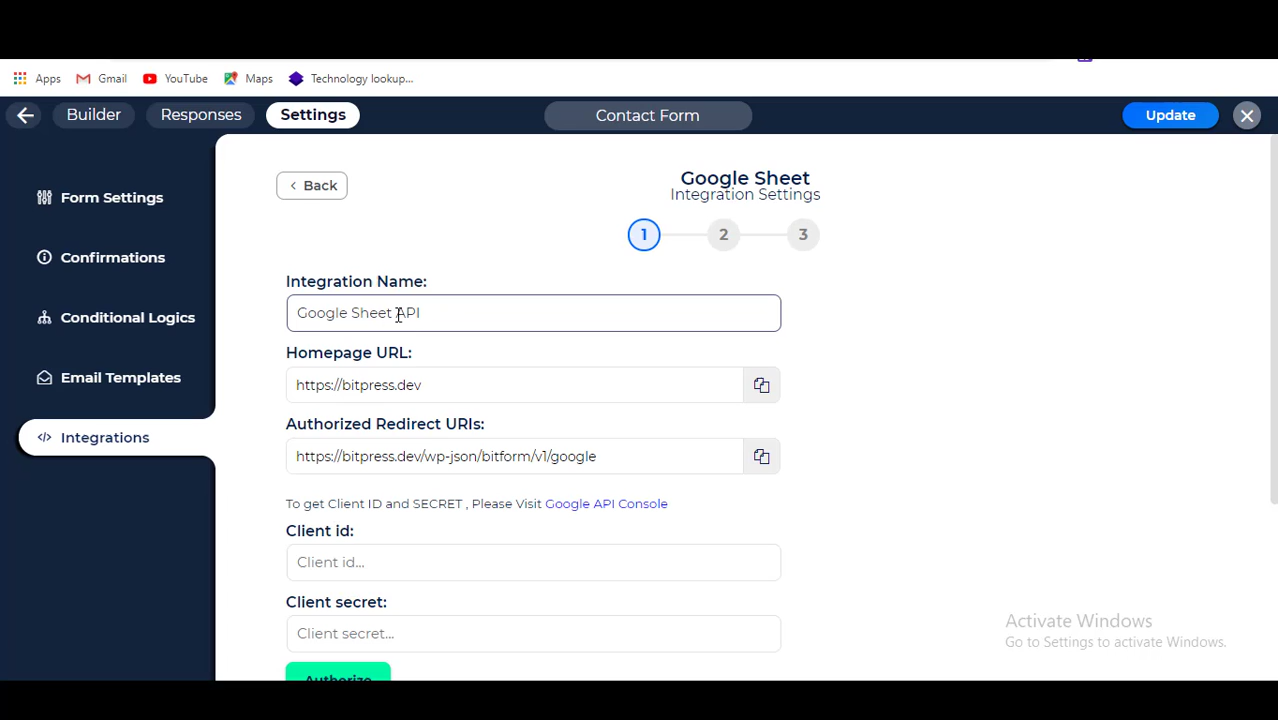 Apps Gmail YouTube Maps Technology lookup...
Builder Responses Settings Contact Form Update
Back
Google Sheet
Integration Settings
1 2 3
Form Settings
Confirmations
Conditional Logics
Email Templates
</> Integrations
Integration Name:
Google Sheet API
Homepage URL:
https://bitpress.dev
Authorized Redirect URIs:
https://bitpress.dev/wp-json/bitform/v1/google
To get Client ID and SECRET , Please Visit Google API Console
Client id:
Client id...
Client secret:
Client secret...
Authorize
Activate Windows
Go to Settings to activate Windows.